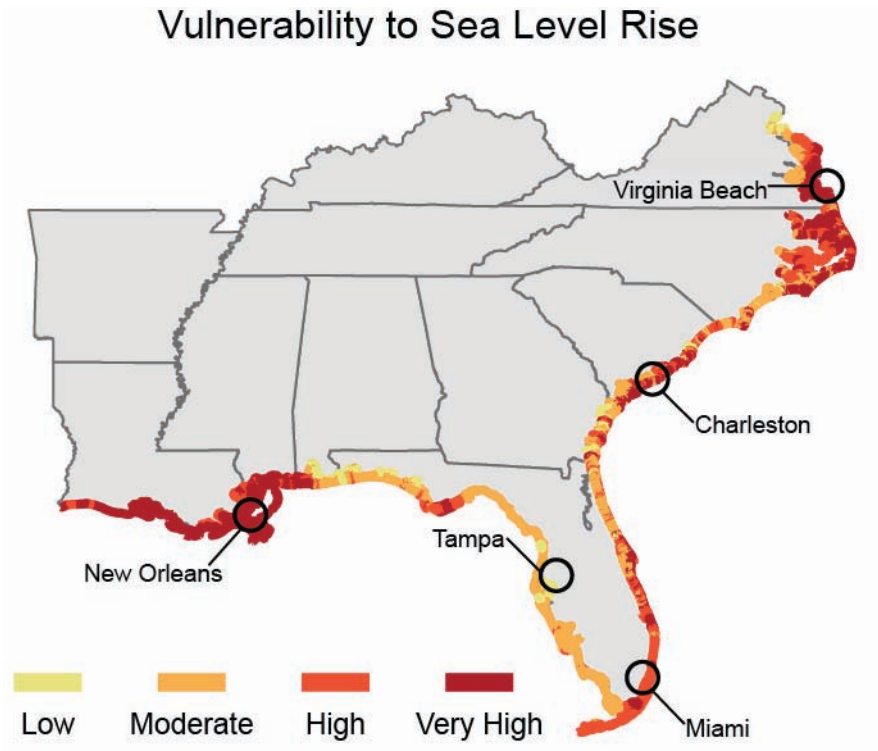 Vulnerability to Sea Level Rise
Virginia Beach
Charleston
Tampa
New Orleans
Low Moderate High Very High
Miami